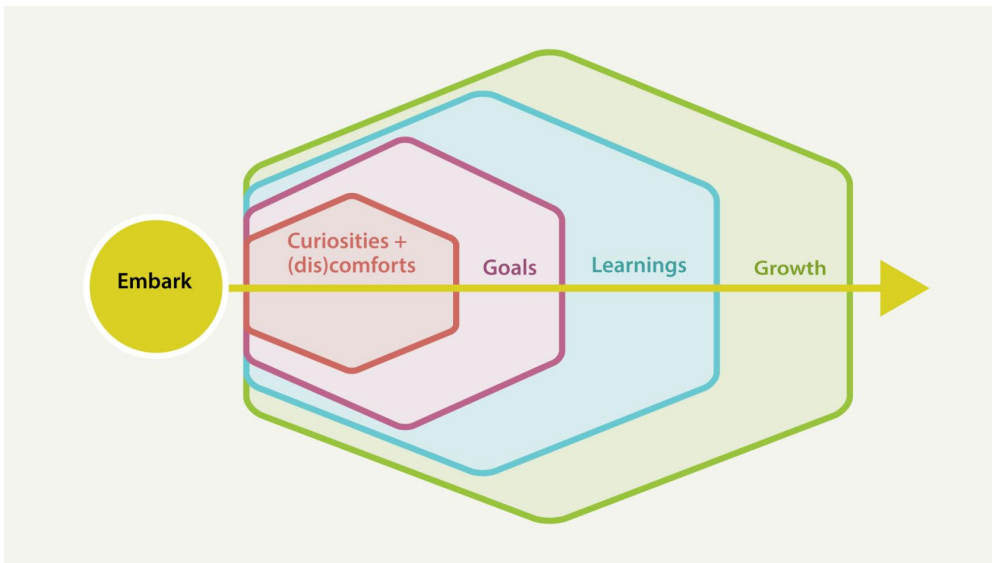 Embark
Curiosities +
(dis)comforts
Goals
Learnings
Growth